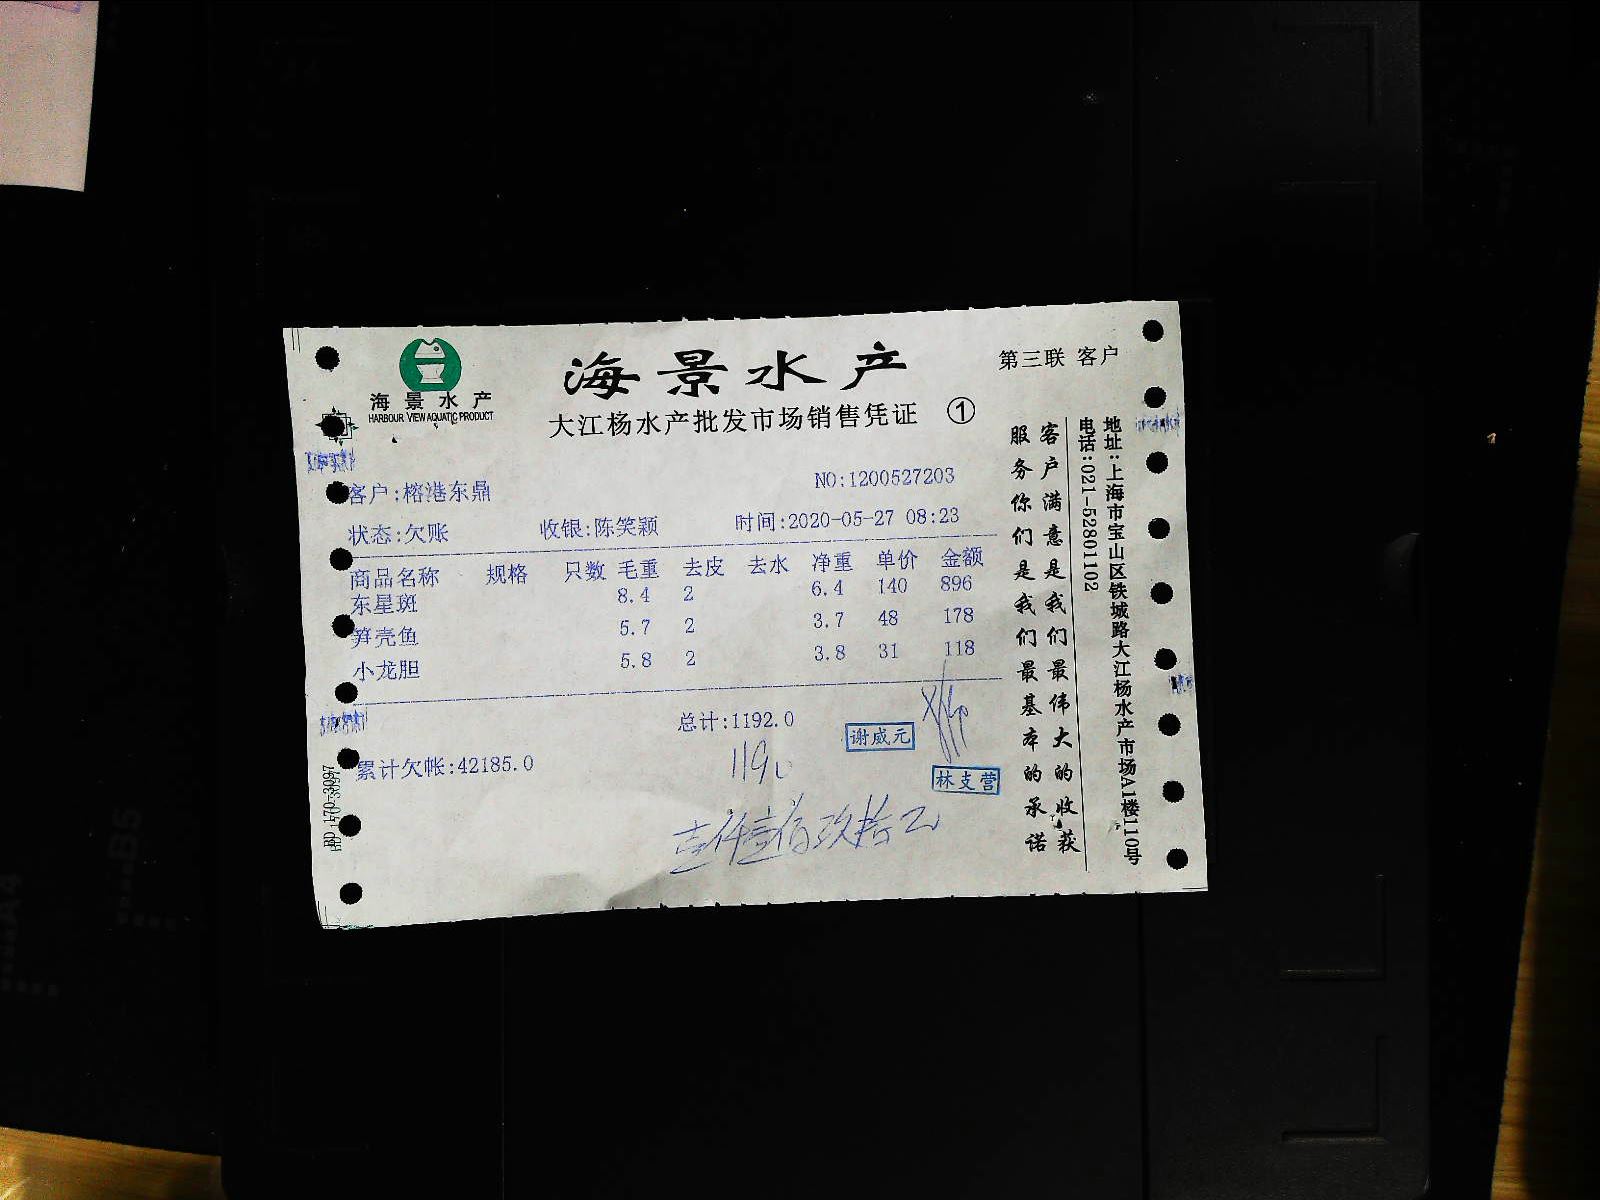 海景水产
HARBOUR VIEW AQUATIC PRODUCT
海景水产
大江杨水产批发市场销售凭证 ①
第三联 客户
客户:榕港东鼎
NO:1200527203
状态:欠账 收银:陈笑颖 时间:2020-05-27 08:23
商品名称 规格 只数 毛重 去皮 去水 净重 单价 金额
东星斑 8.4 2 6.4 140 896
笋壳鱼 5.7 2 3.7 48 178
小龙胆 5.8 2 3.8 31 118
总计:1192.0
谢威元
累计欠帐:42185.0
林支营
壹仟壹佰玖拾乙
客户满意是我们最伟大的收获
服务你们是我们最基本的承诺
地址:上海市宝山区铁城路大江杨水产市场A1楼110号
电话:021-52801102